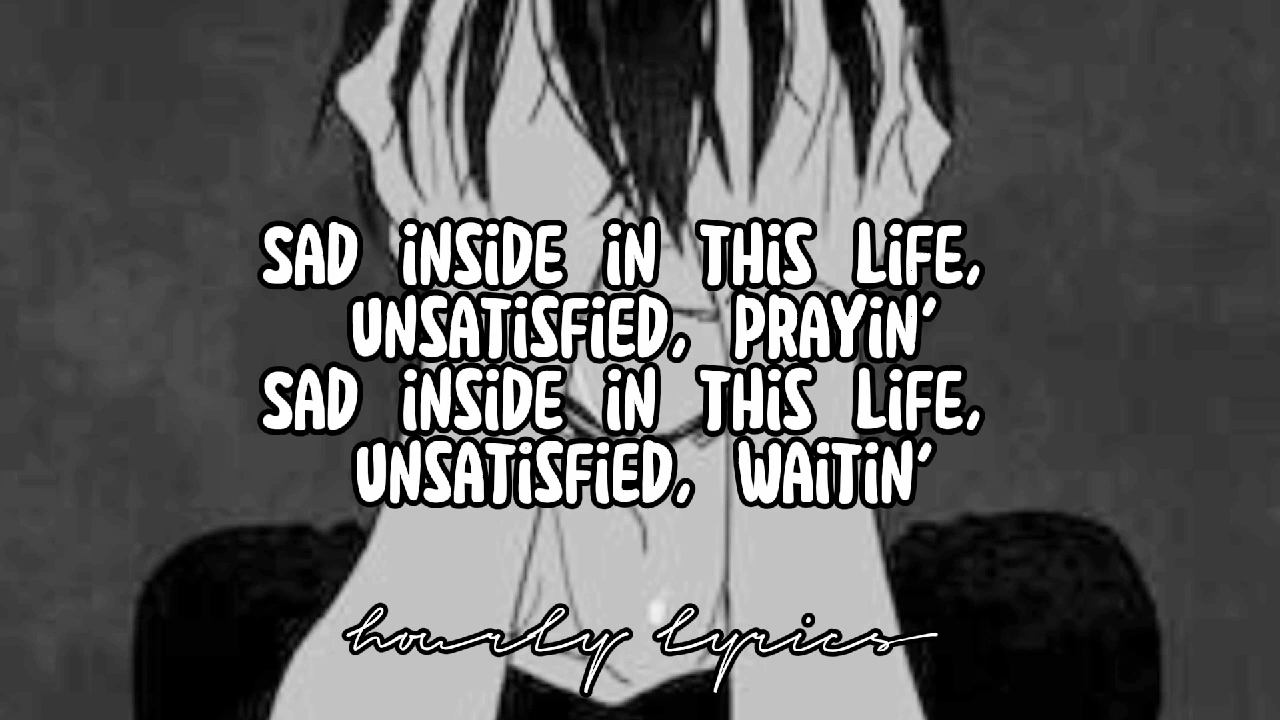 SAD iNSiDE iN THiS LiFE,
UNSATiSFiED, PRAYiN'
SAD iNSiDE iN THiS LiFE,
UNSATiSFiED, WAiTiN'
hourly lyrics